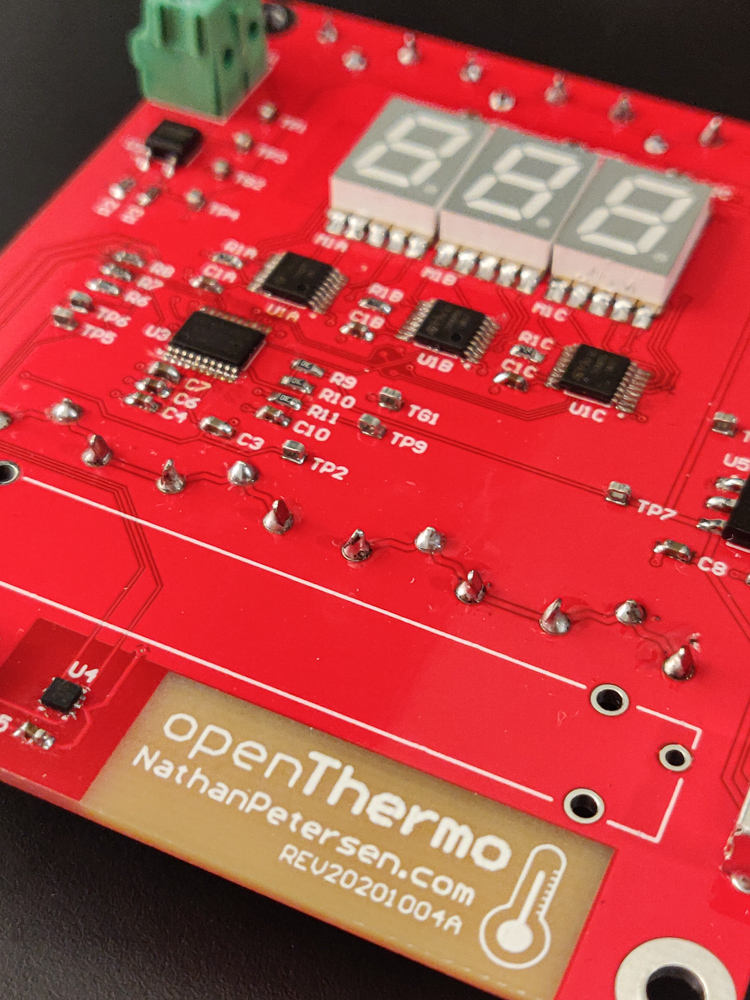 TP1
TP3
TP4
M1A
M1B
M1C
R1A
C1A
U1A
R1B
C1B
U1B
R1C
C1C
U1C
R8
R7
R6
TP6
TP5
U3
C7
C6
C4
C3
R9
R10
R11
C10
TG1
TP9
TP2
TP7
U5
C8
U4
openThermo
NathanPetersen.com
REV20201004A